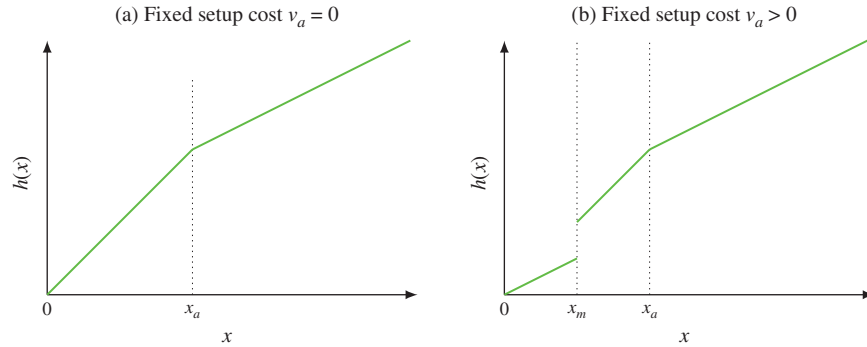 (a) Fixed setup cost v_a = 0
h(x)
0
x_a
x
(b) Fixed setup cost v_a > 0
h(x)
0
x_m
x_a
x